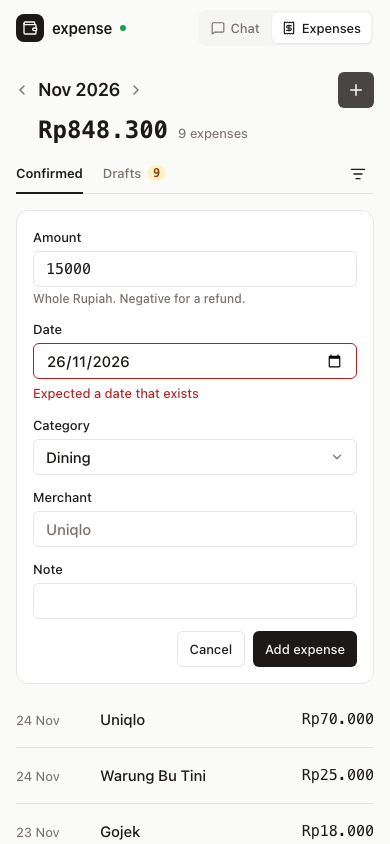 expense
Chat
Expenses
Nov 2026
Rp848.300 9 expenses
Confirmed
Drafts 9
Amount
15000
Whole Rupiah. Negative for a refund.
Date
26/11/2026
Expected a date that exists
Category
Dining
Merchant
Uniqlo
Note
Cancel
Add expense
24 Nov Uniqlo Rp70.000
24 Nov Warung Bu Tini Rp25.000
23 Nov Gojek Rp18.000